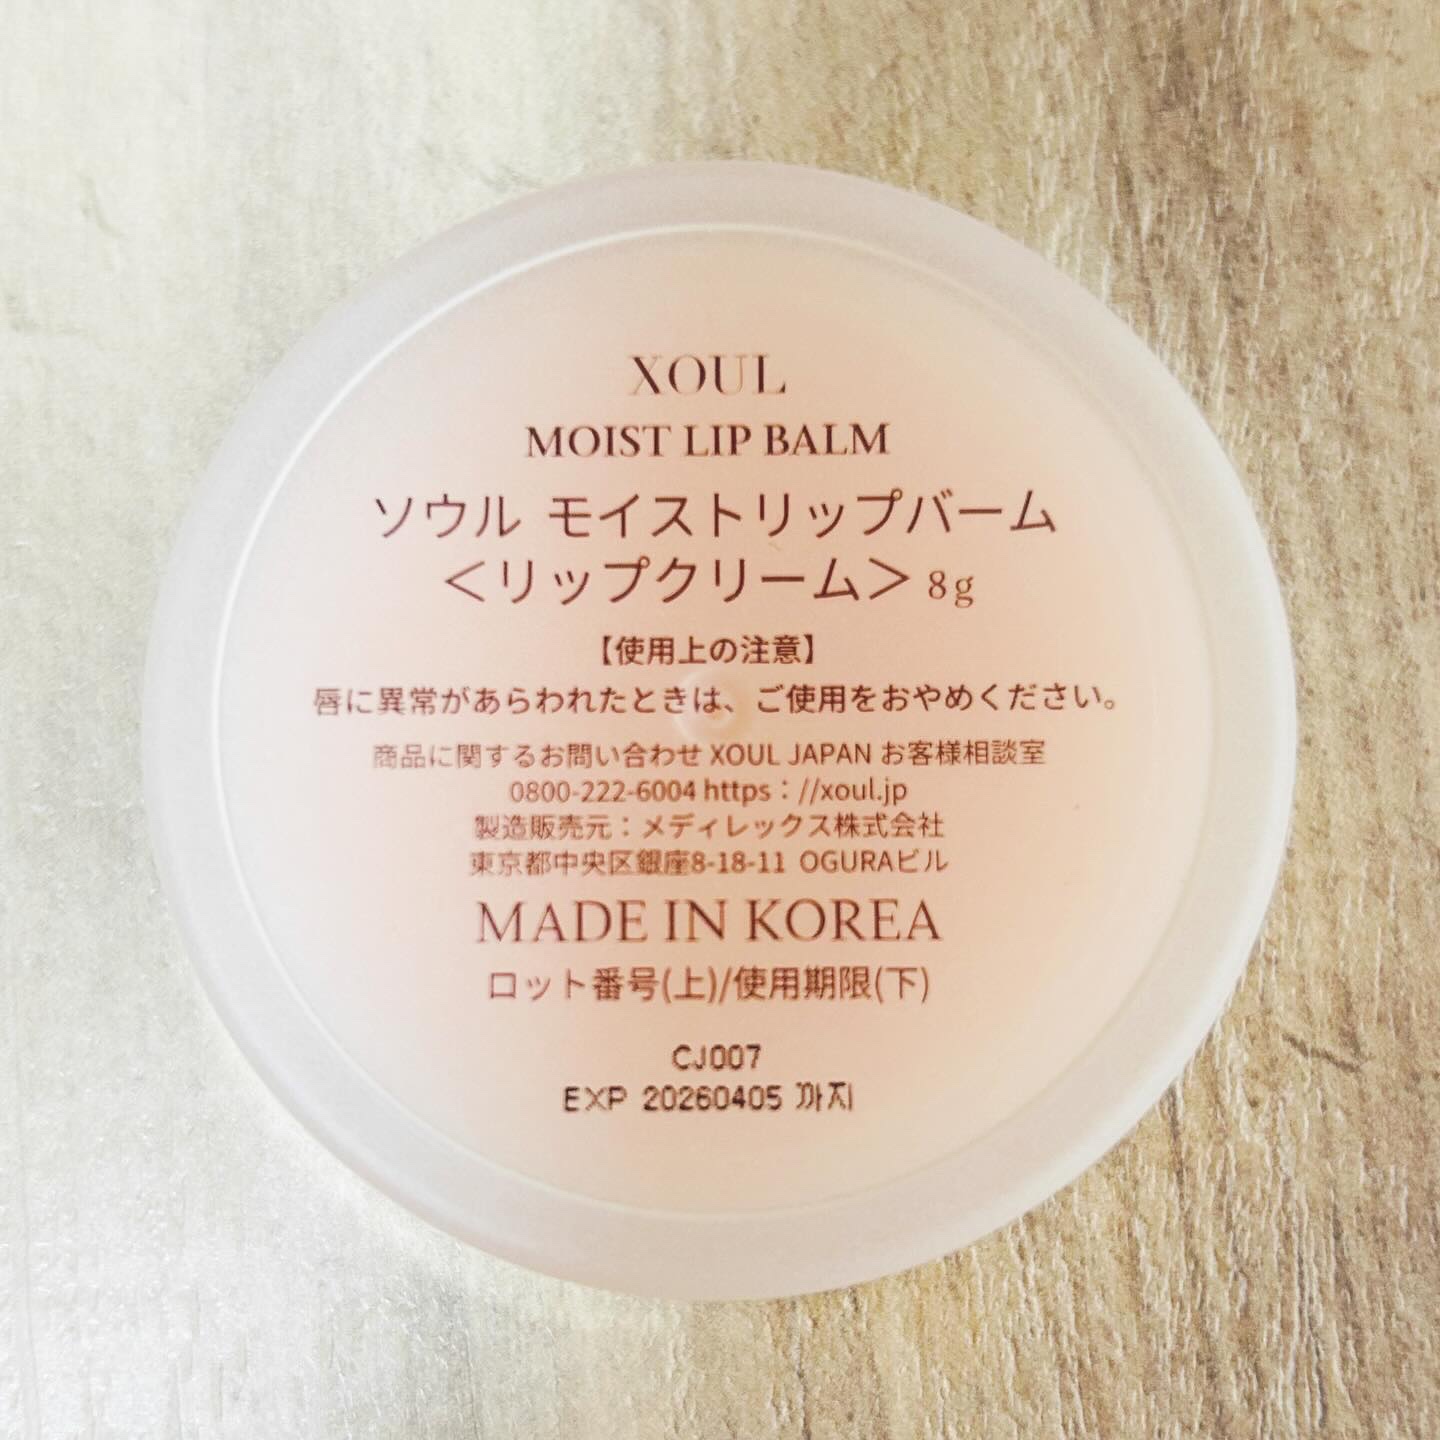 XOUL
MOIST LIP BALM
ソウル モイストリップバーム
＜リップクリーム＞ 8g
【使用上の注意】
唇に異常があらわれたときは、ご使用をおやめください。
商品に関するお問い合わせ XOUL JAPAN お客様相談室
0800-222-6004 https：//xoul.jp
製造販売元：メディレックス株式会社
東京都中央区銀座8-18-11 OGURAビル
MADE IN KOREA
ロット番号(上)/使用期限(下)
CJ007
EXP 20260405 까지